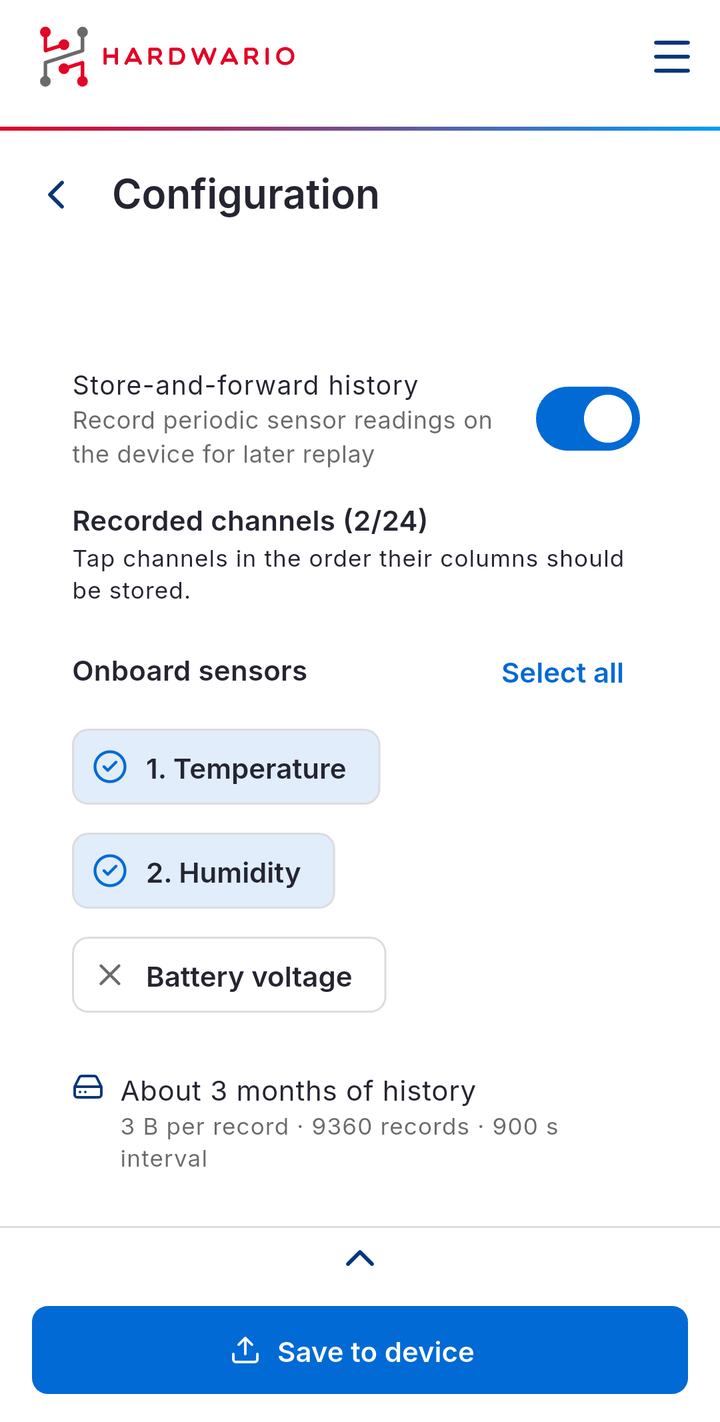 HARDWARIO
Configuration
Store-and-forward history
Record periodic sensor readings on
the device for later replay
Recorded channels (2/24)
Tap channels in the order their columns should
be stored.
Onboard sensors
Select all
1. Temperature
2. Humidity
Battery voltage
About 3 months of history
3 B per record · 9360 records · 900 s
interval
Save to device